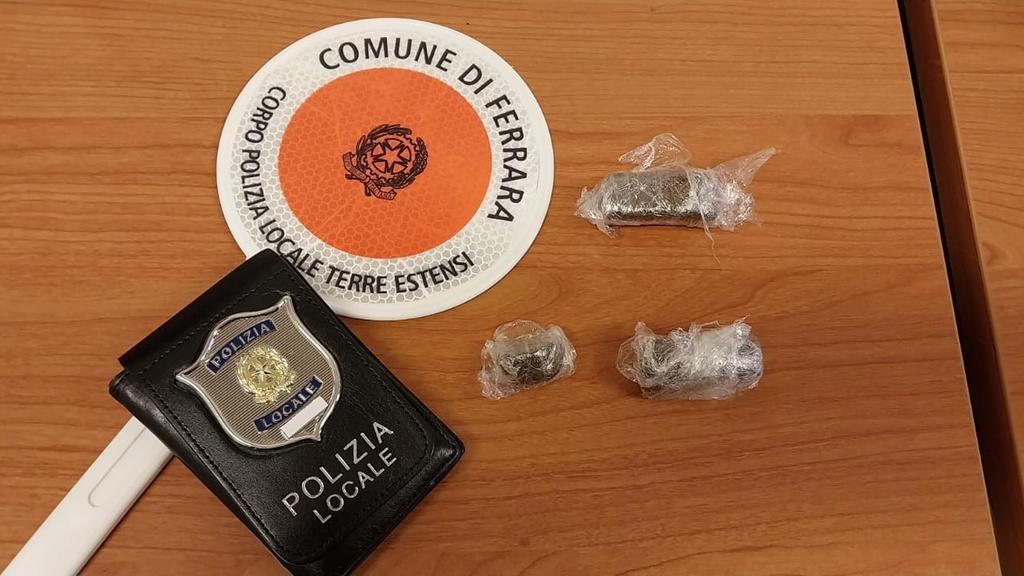 COMUNE DI FERRARA
CORPO POLIZIA LOCALE TERRE ESTENSI
POLIZIA
LOCALE
POLIZIA
LOCALE